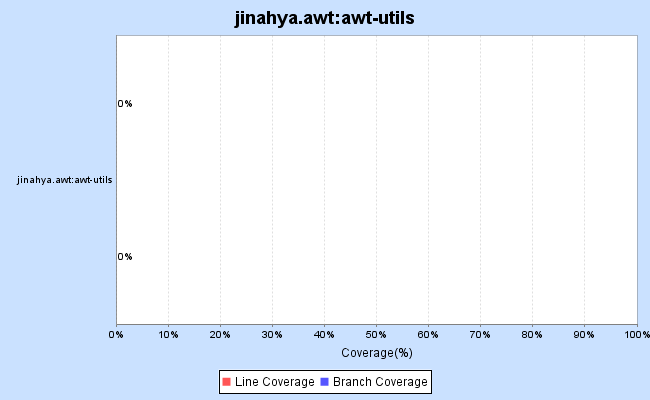 jinahya.awt:awt-utils
0%
jinahya.awt:awt-utils
0%
0% 10% 20% 30% 40% 50% 60% 70% 80% 90% 100%
Coverage(%)
Line Coverage Branch Coverage